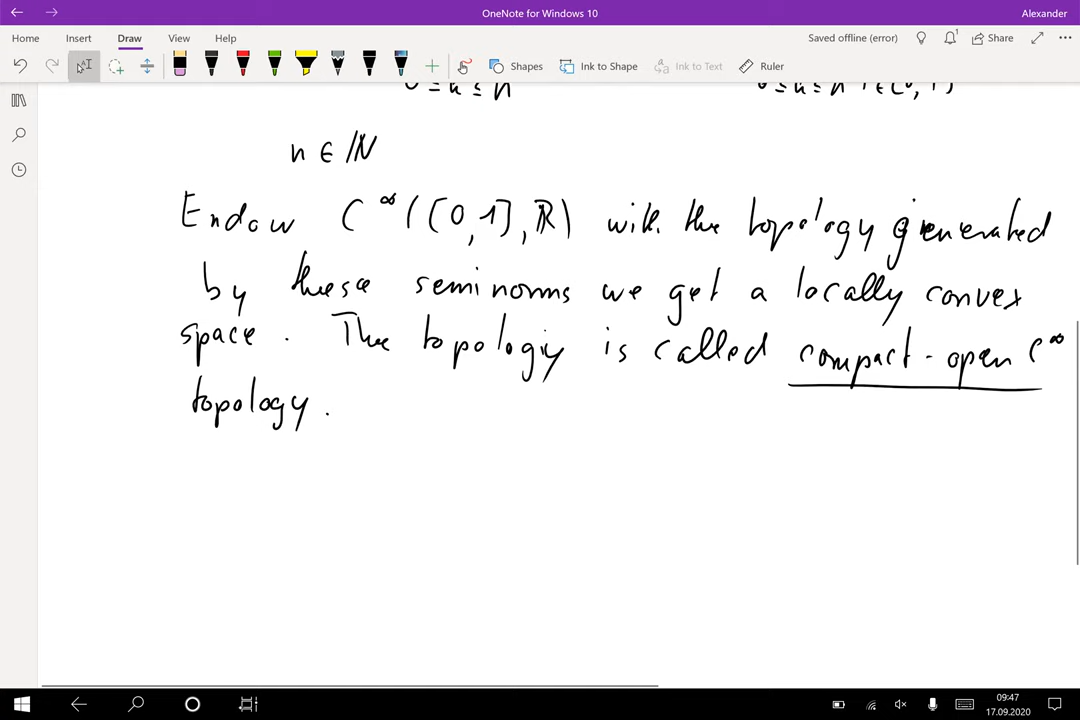 OneNote for Windows 10
Alexander
Home Insert Draw View Help
Saved offline (error)
Share
Shapes
Ink to Shape
Ink to Text
Ruler
n ∈ ℕ
Endow C^∞([0,1],ℝ) with the topology generated
by these seminorms we get a locally convex
space. The topologiy is called compact-open C^∞
topology.
09:47
17.09.2020